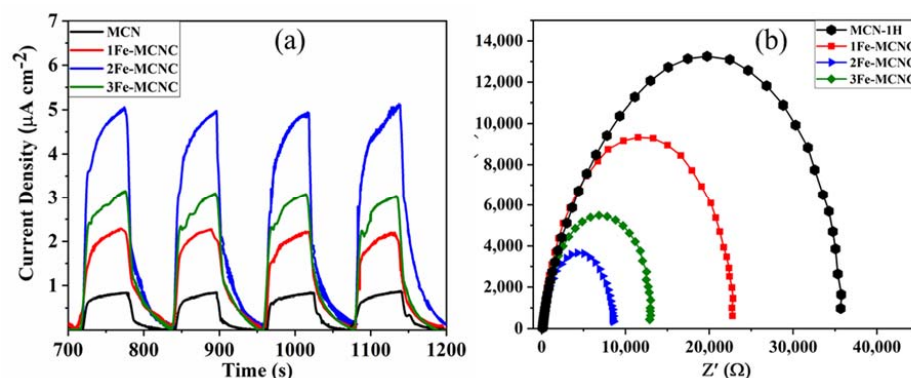 (a)
MCN
1Fe-MCNC
2Fe-MCNC
3Fe-MCNC
Current Density (µA cm⁻²)
7
6
5
4
3
2
1
700 800 900 1000 1100 1200
Time (s)
(b)
MCN-1H
1Fe-MCNC
2Fe-MCNC
3Fe-MCNC
14,000
12,000
10,000
8,000
6,000
4,000
2,000
0
0 10,000 20,000 30,000 40,000
Z' (Ω)